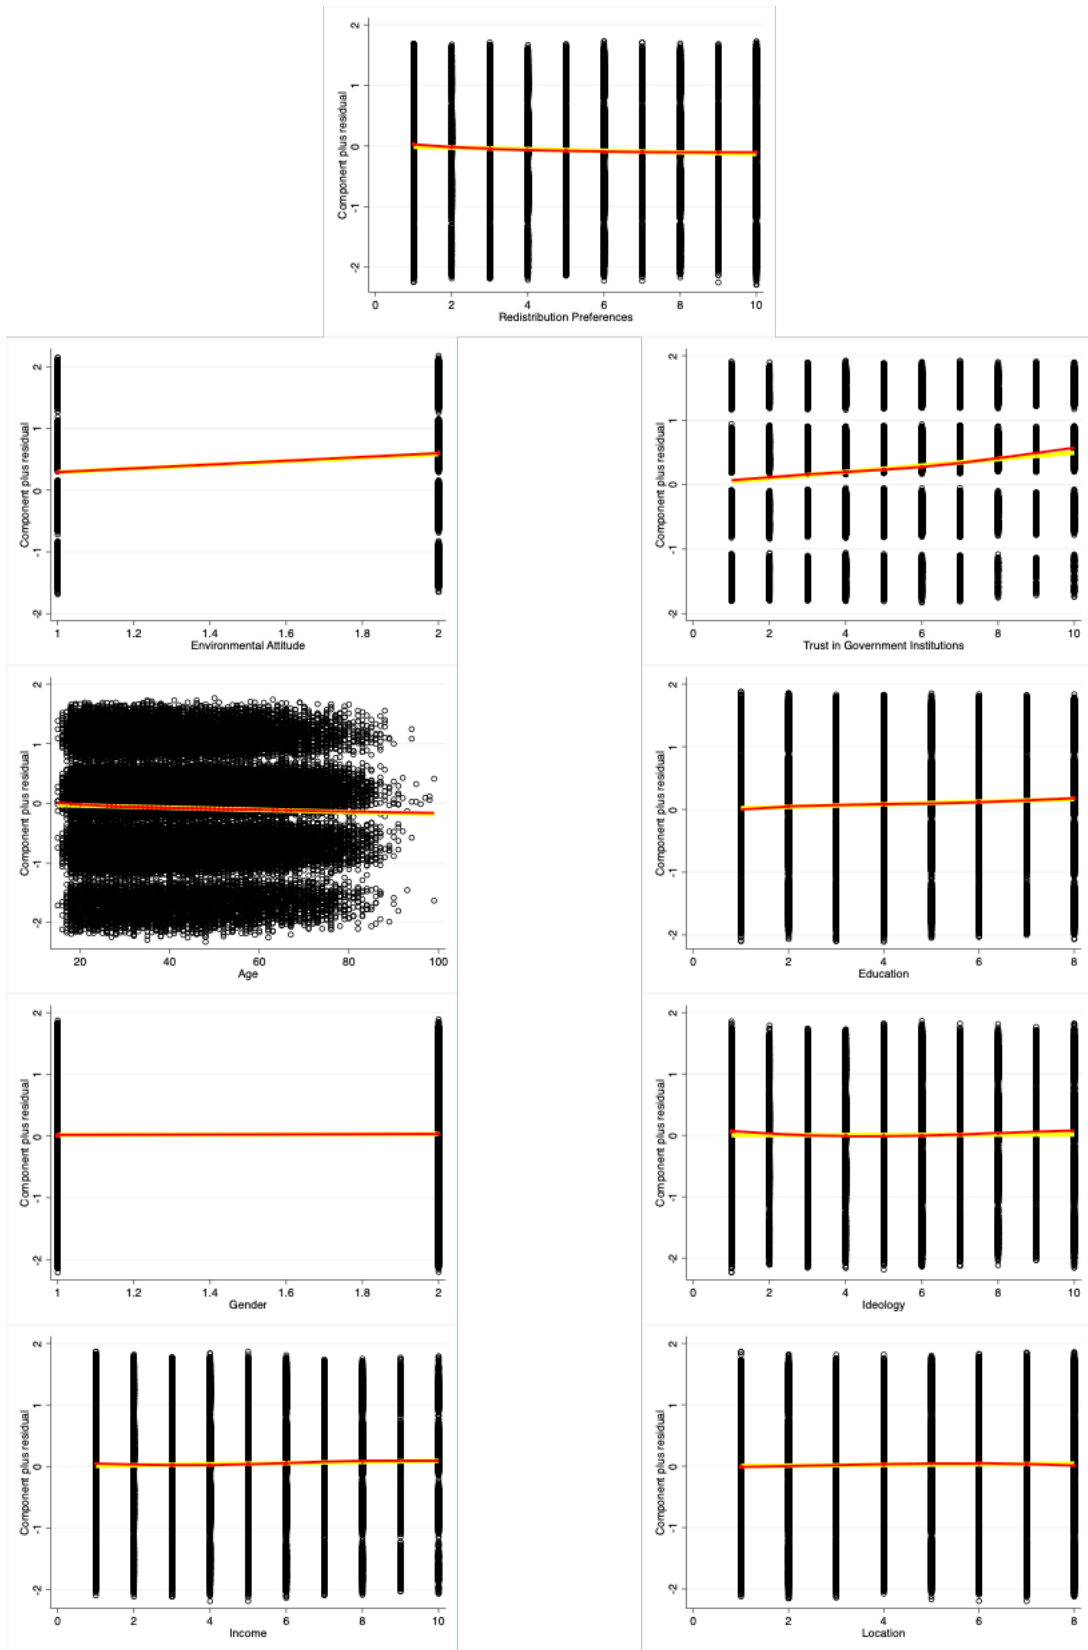 Component plus residual
2
1
0
-1
-2
0 2 4 6 8 10
Redistribution Preferences
Component plus residual
2
1
0
-1
-2
1 1.2 1.4 1.6 1.8 2
Environmental Attitude
Component plus residual
2
1
0
-1
-2
0 2 4 6 8 10
Trust in Government Institutions
Component plus residual
2
1
0
-1
-2
20 40 60 80 100
Age
Component plus residual
2
1
0
-1
-2
0 2 4 6 8
Education
Component plus residual
2
1
0
-1
-2
1 1.2 1.4 1.6 1.8 2
Gender
Component plus residual
2
1
0
-1
-2
0 2 4 6 8 10
Ideology
Component plus residual
2
1
0
-1
-2
0 2 4 6 8 10
Income
Component plus residual
2
1
0
-1
-2
0 2 4 6 8
Location